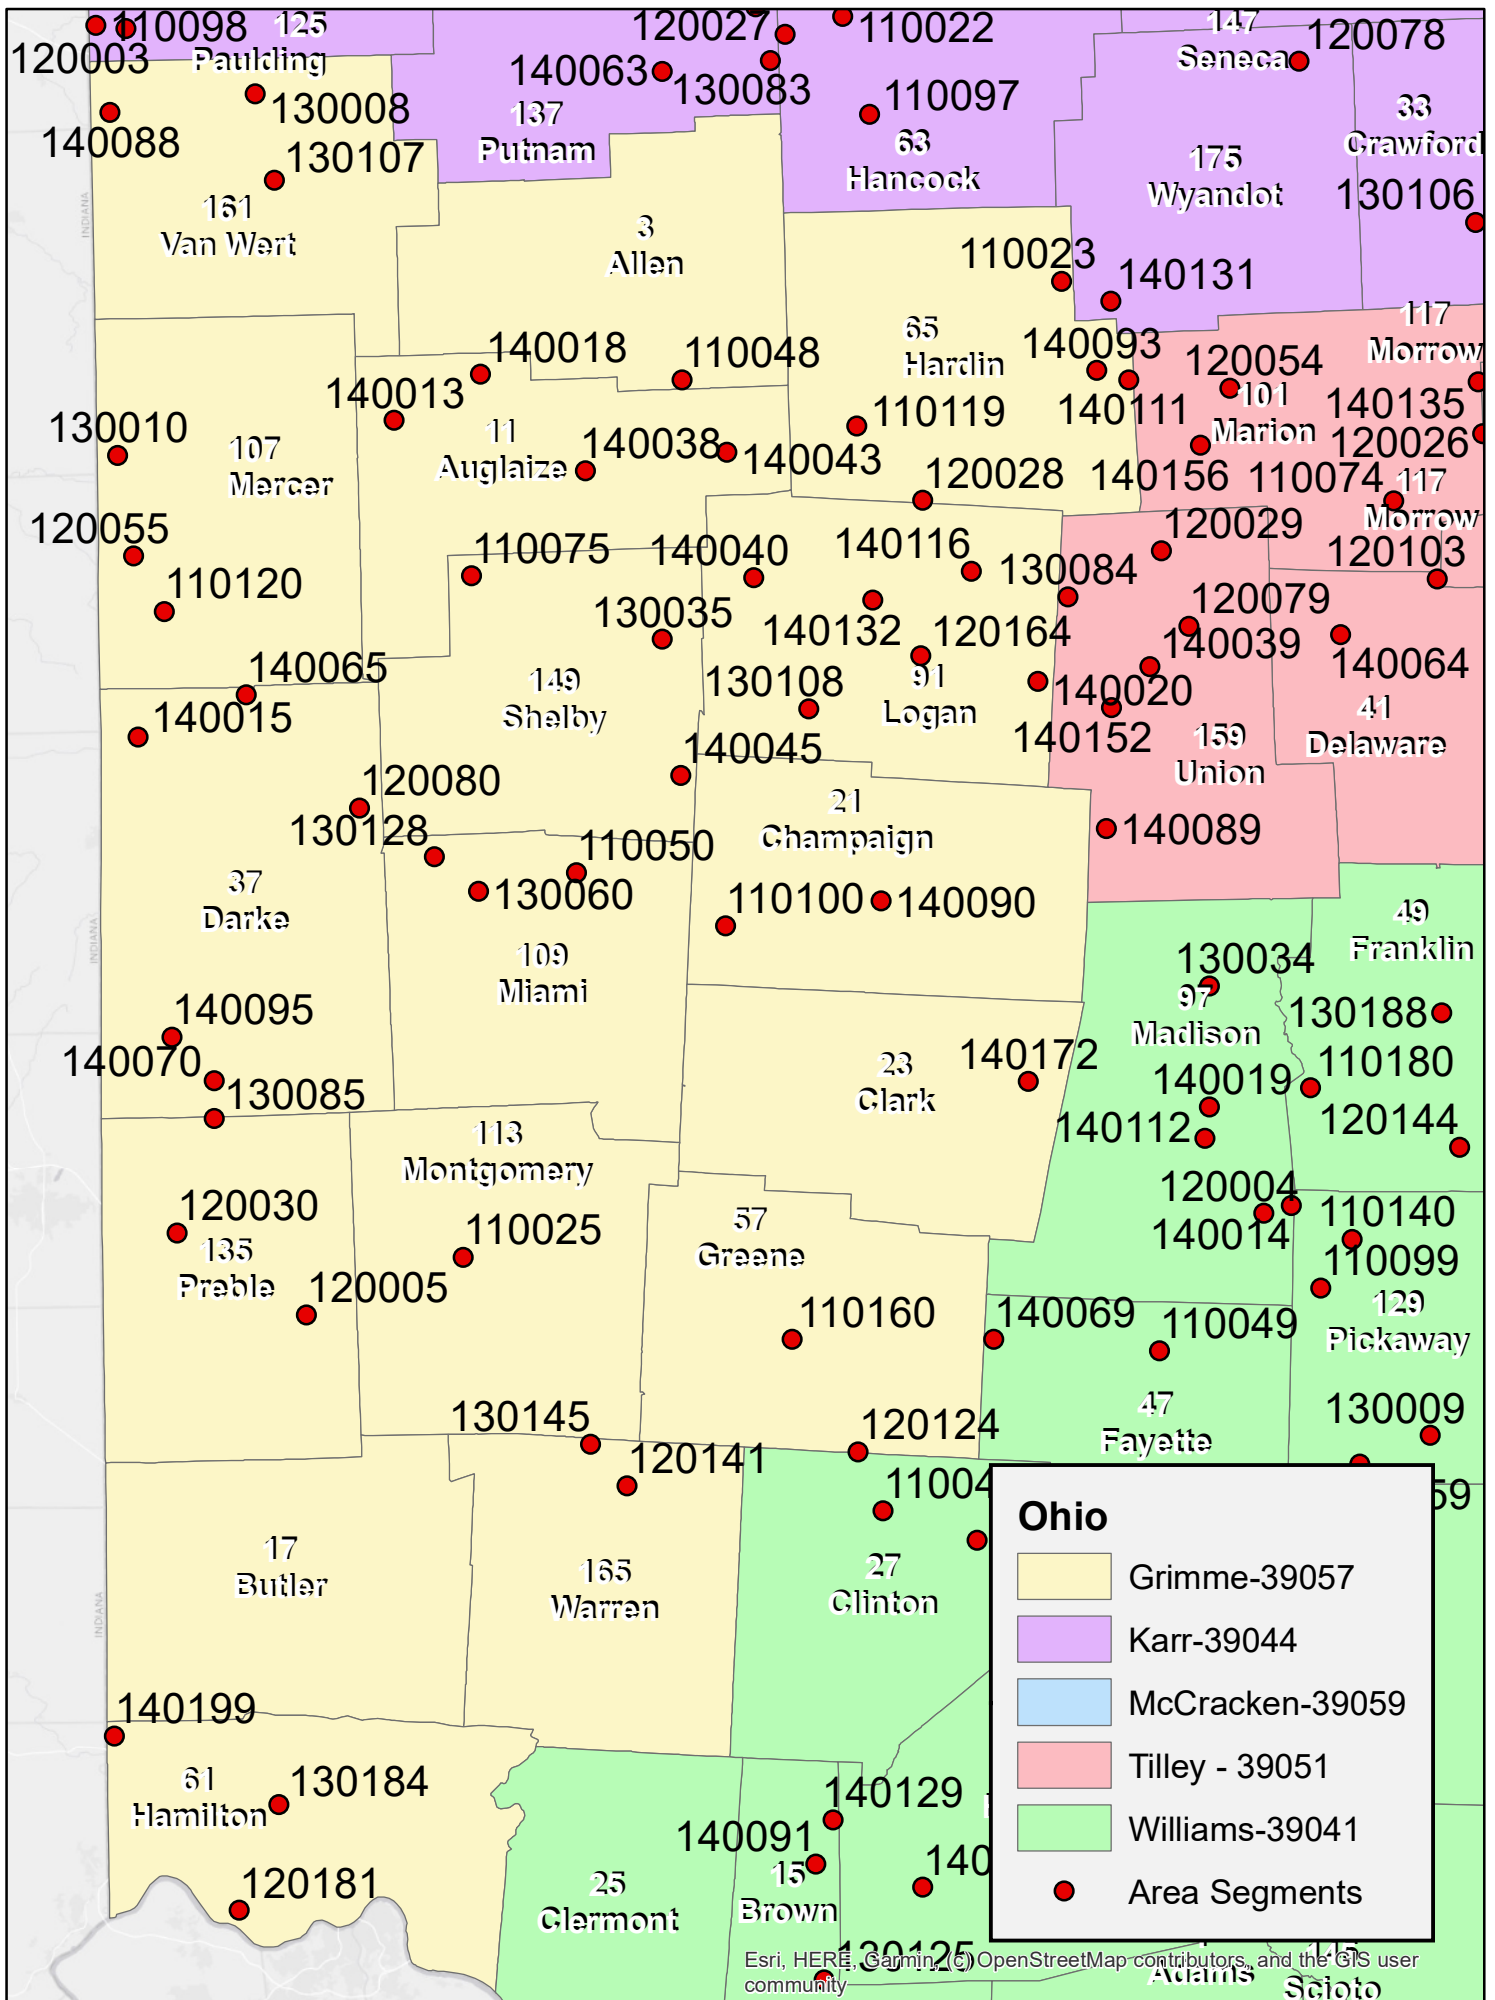 110098
125
Paulding
120003
140088
130008
130107
161
Van Wert
INDIANA
140063
137
Putnam
120027
130083
110022
110097
63
Hancock
147
Seneca
120078
33
Crawford
175
Wyandot
130106
3
Allen
110023
140131
65
Hardin
140093
140111
120054
101
Marion
117
Morrow
140135
120026
140156
110074
117
Morrow
120103
140018
110048
140013
130010
107
Mercer
11
Auglaize
140038
140043
110119
120028
120055
110120
110075
140040
140116
130084
120029
130035
140132
120164
120079
140039
140064
41
Delaware
140065
140015
149
Shelby
130108
91
Logan
140020
140152
159
Union
140045
120080
130128
110050
130060
21
Champaign
140089
37
Darke
110100
140090
109
Miami
INDIANA
49
Franklin
130034
97
Madison
130188
140095
140070
130085
23
Clark
140172
140019
110180
140112
120144
113
Montgomery
120030
135
Preble
120005
110025
57
Greene
120004
140014
110140
110099
129
Pickaway
110160
140069
110049
47
Fayette
130009
130145
120141
120124
17
Butler
165
Warren
27
Clinton
INDIANA
Ohio
Grimme-39057
Karr-39044
McCracken-39059
Tilley - 39051
Williams-39041
Area Segments
140199
61
Hamilton
130184
120181
25
Clermont
140129
140091
15
Brown
130125
Adams
145
Scioto
Esri, HERE, Garmin, (c) OpenStreetMap contributors, and the GIS user
community